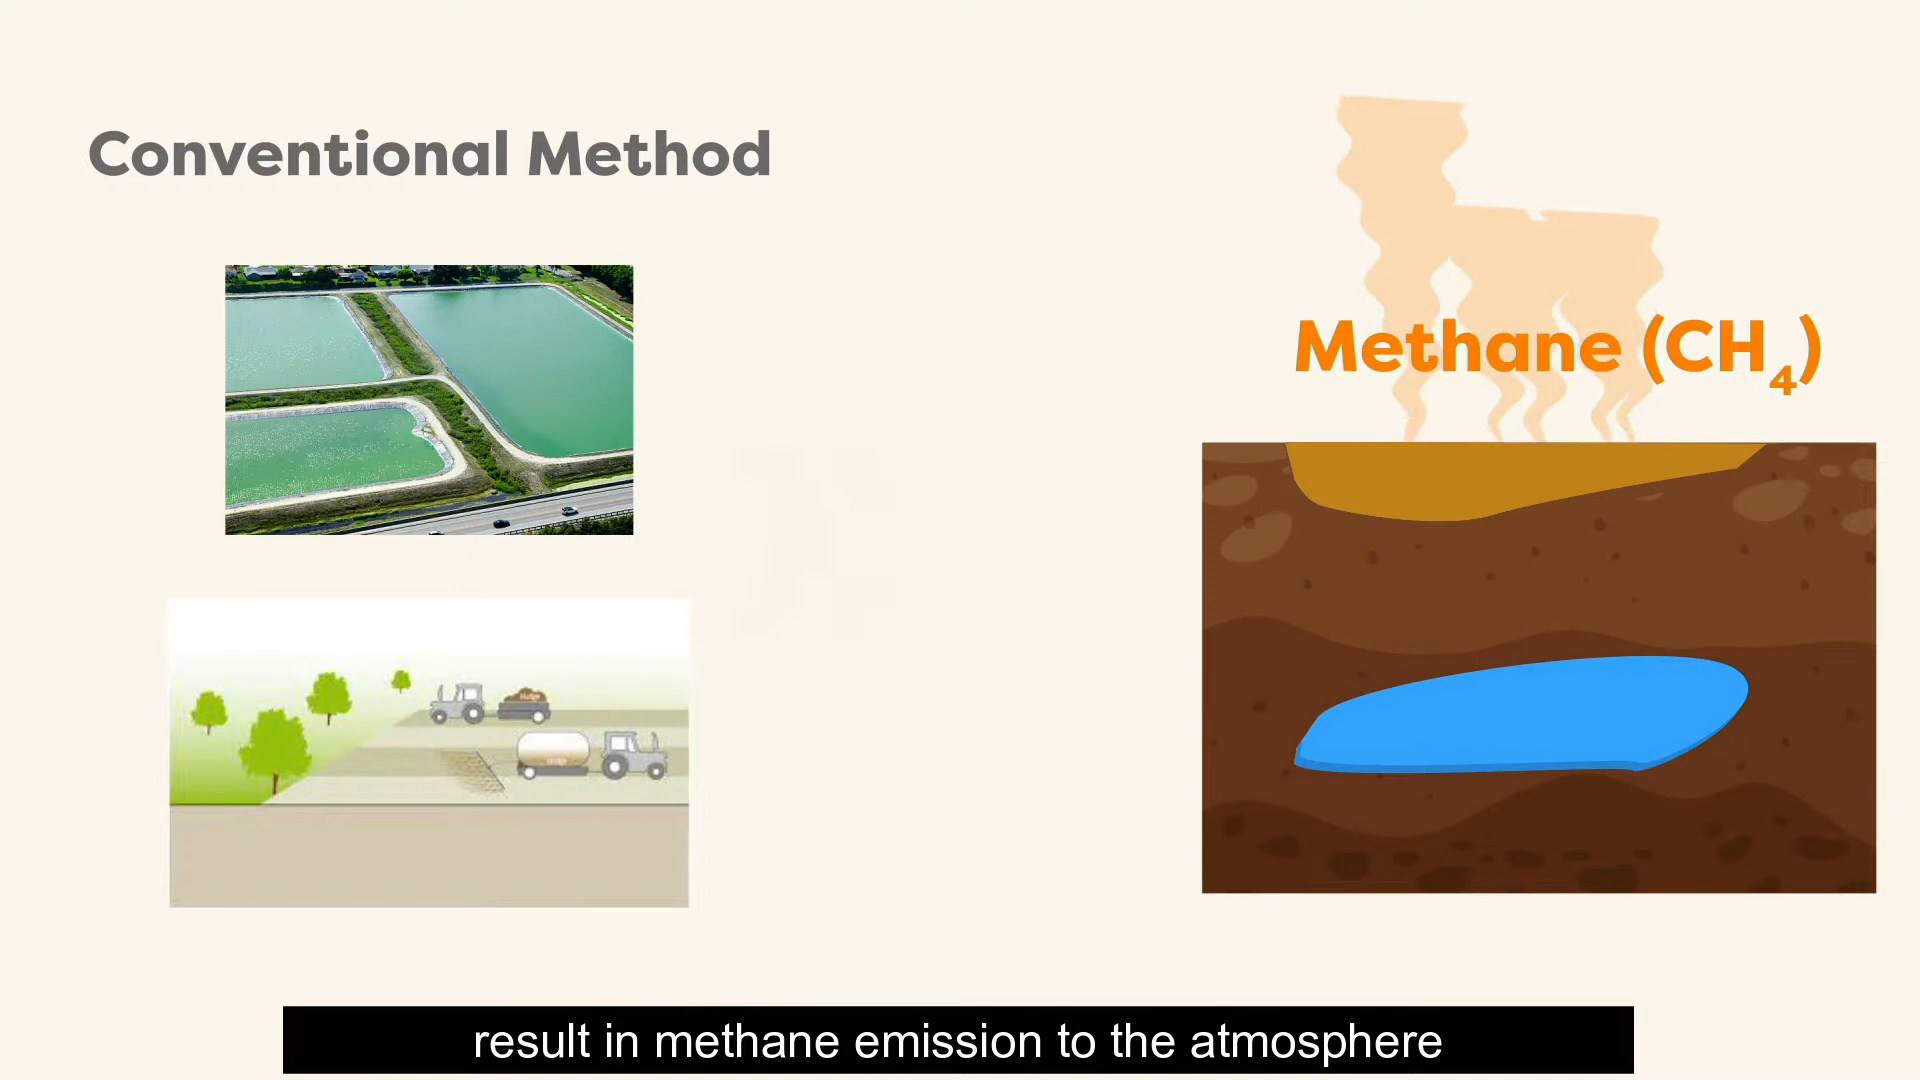 Conventional Method
Methane (CH₄)
result in methane emission to the atmosphere